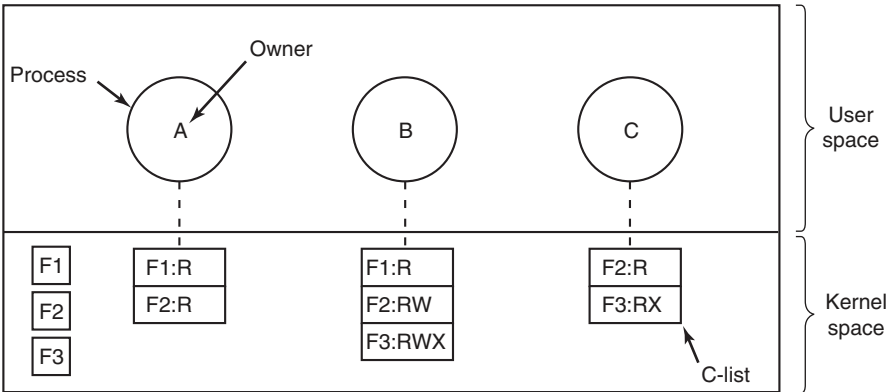 Owner
Process
A
B
C
User
space
F1
F2
F3
F1:R
F2:R
F1:R
F2:RW
F3:RWX
F2:R
F3:RX
C-list
Kernel
space